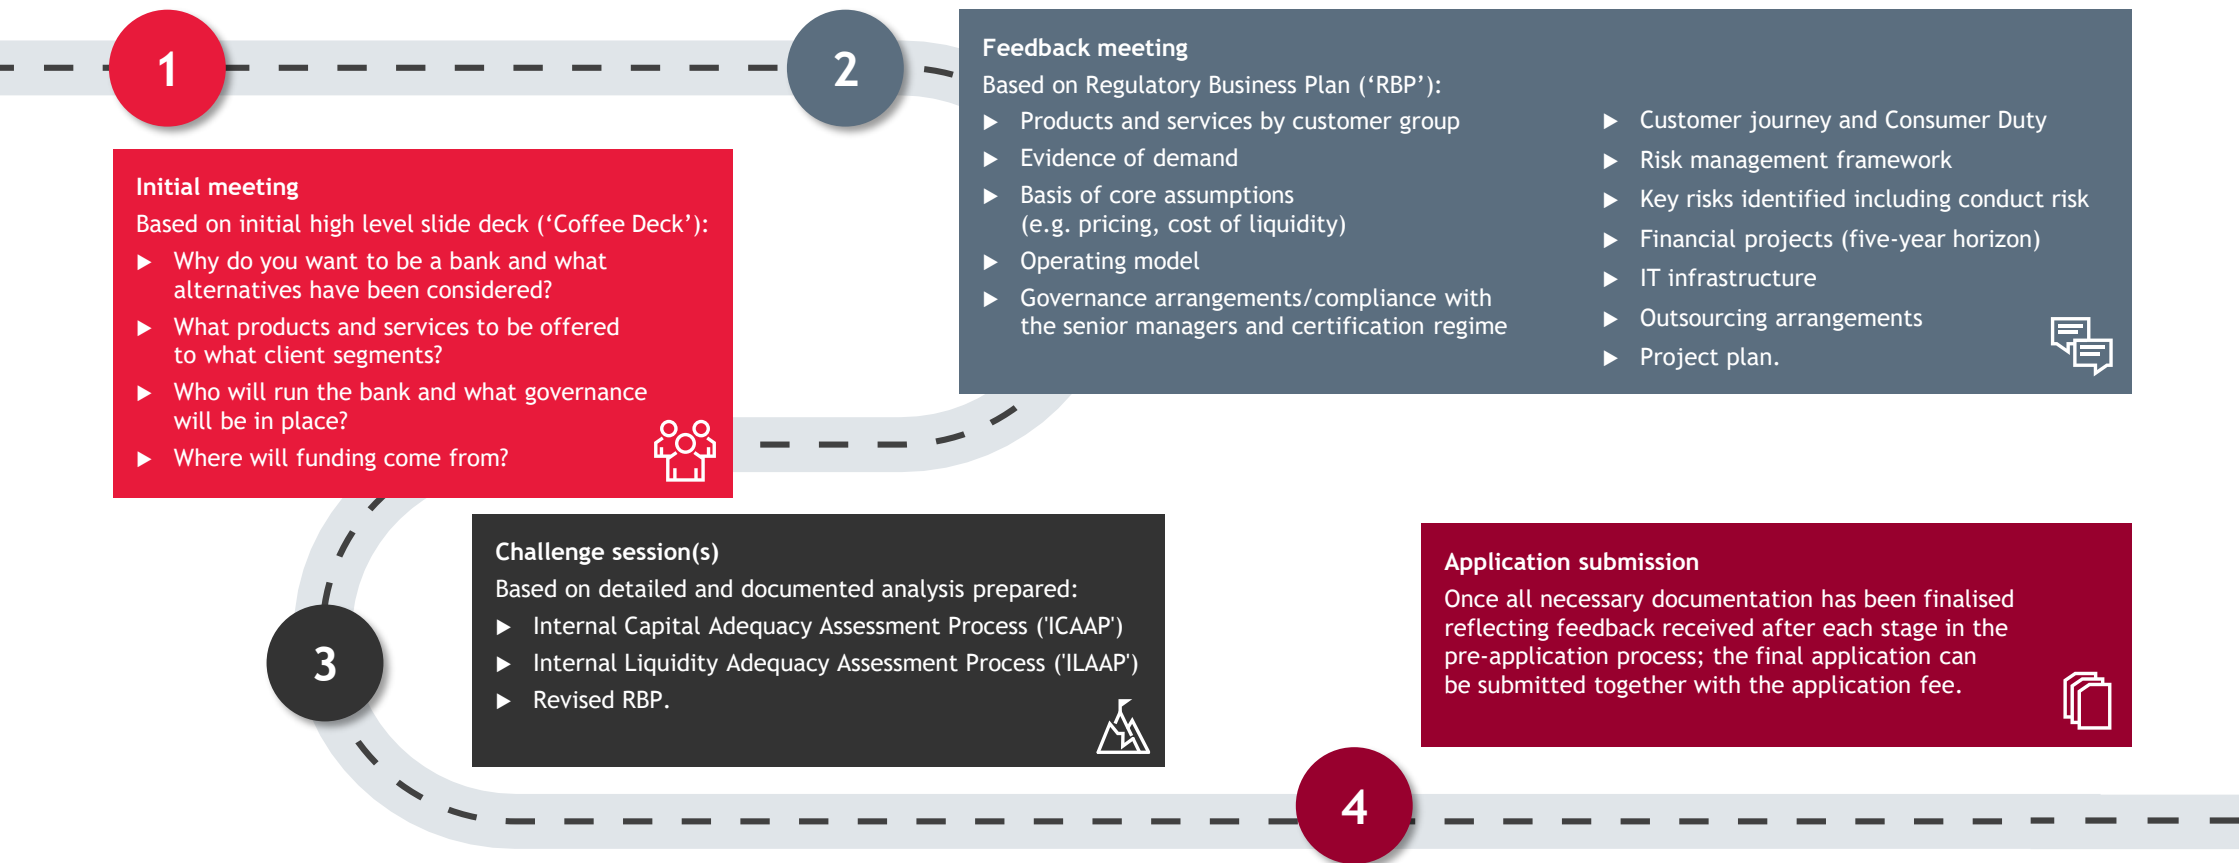 1
Initial meeting
Based on initial high level slide deck (‘Coffee Deck’):
▶ Why do you want to be a bank and what
alternatives have been considered?
▶ What products and services to be offered
to what client segments?
▶ Who will run the bank and what governance
will be in place?
▶ Where will funding come from?
2
Feedback meeting
Based on Regulatory Business Plan (‘RBP’):
▶ Products and services by customer group
▶ Evidence of demand
▶ Basis of core assumptions
(e.g. pricing, cost of liquidity)
▶ Operating model
▶ Governance arrangements/compliance with
the senior managers and certification regime
▶ Customer journey and Consumer Duty
▶ Risk management framework
▶ Key risks identified including conduct risk
▶ Financial projects (five-year horizon)
▶ IT infrastructure
▶ Outsourcing arrangements
▶ Project plan.
3
Challenge session(s)
Based on detailed and documented analysis prepared:
▶ Internal Capital Adequacy Assessment Process ('ICAAP')
▶ Internal Liquidity Adequacy Assessment Process ('ILAAP')
▶ Revised RBP.
4
Application submission
Once all necessary documentation has been finalised
reflecting feedback received after each stage in the
pre-application process; the final application can
be submitted together with the application fee.